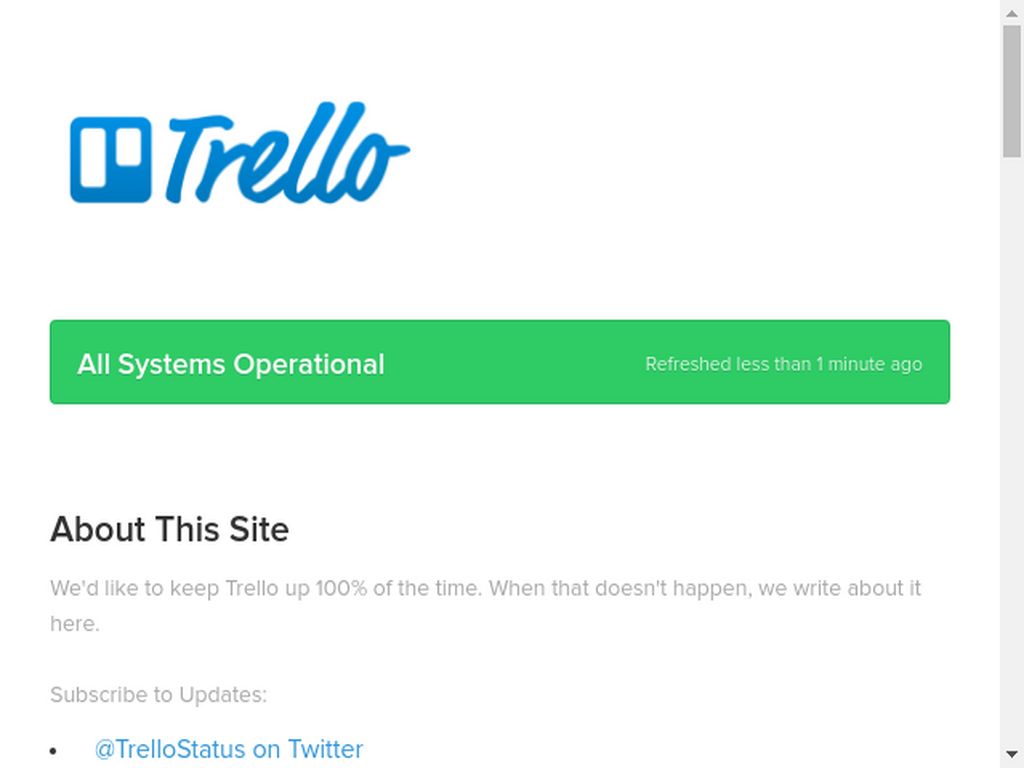 Trello
All Systems Operational
Refreshed less than 1 minute ago
About This Site
We'd like to keep Trello up 100% of the time. When that doesn't happen, we write about it
here.
Subscribe to Updates:
• @TrelloStatus on Twitter